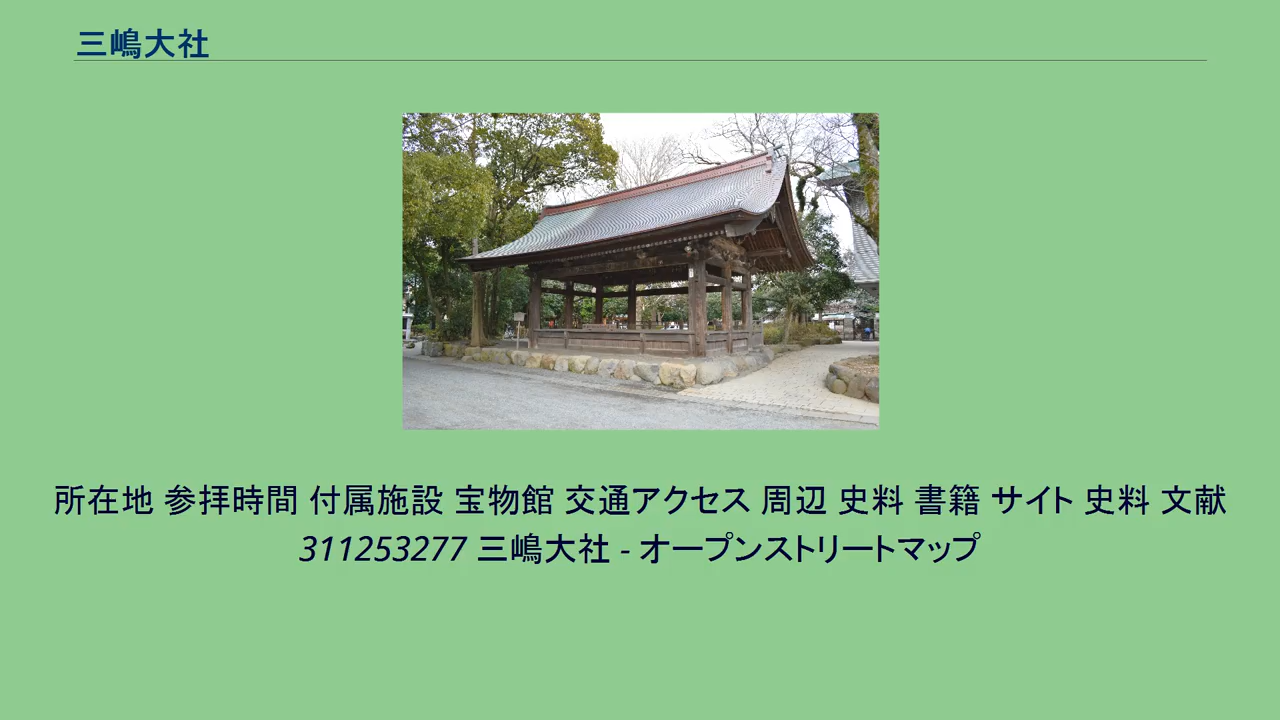 三嶋大社
所在地 参拝時間 付属施設 宝物館 交通アクセス 周辺 史料 書籍 サイト 史料 文献
311253277 三嶋大社 - オープンストリートマップ